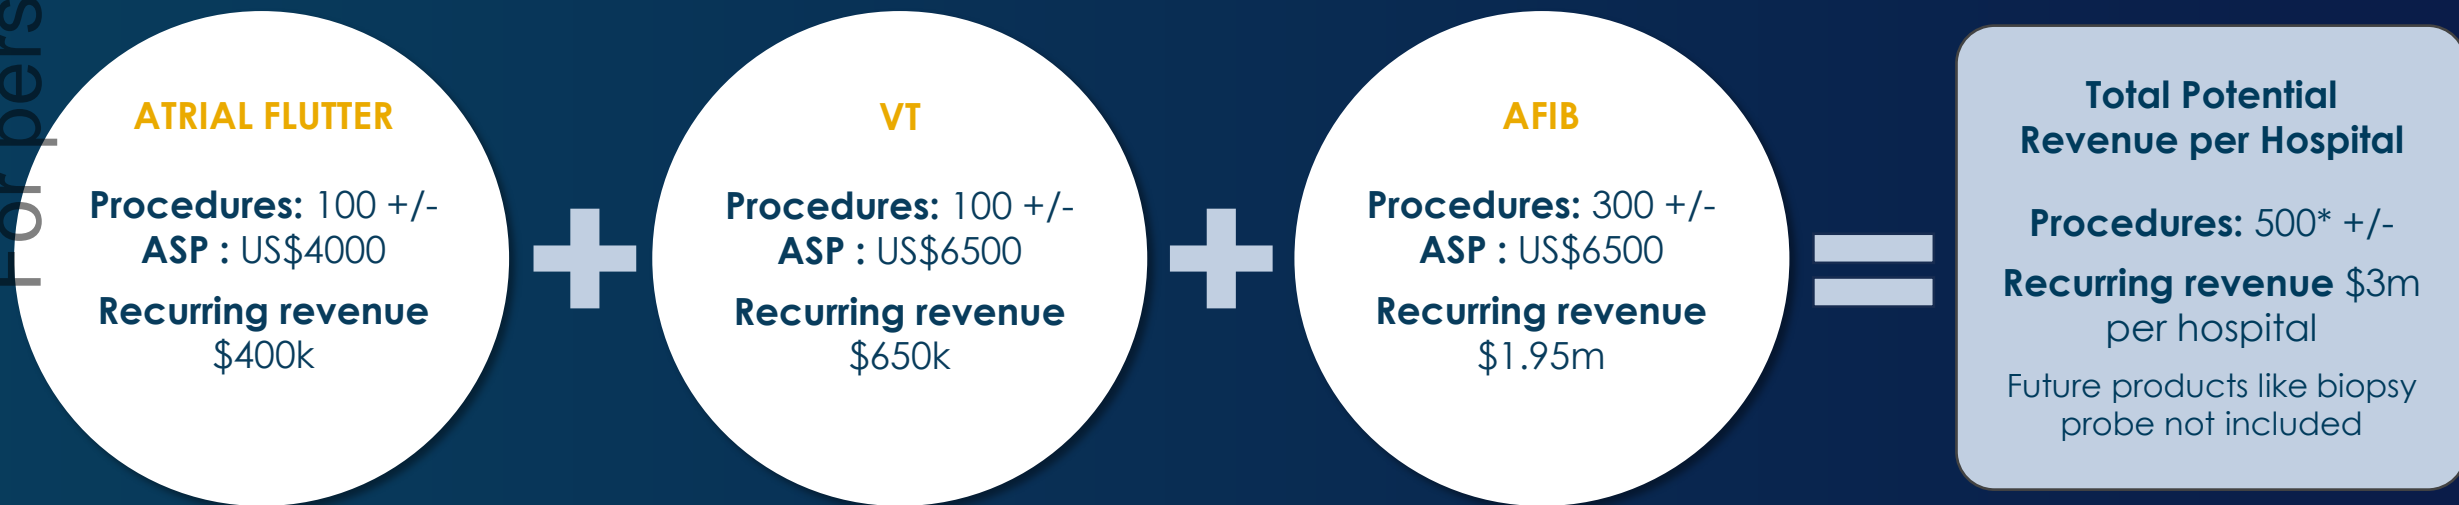 For pers
ATRIAL FLUTTER
Procedures: 100 +/-
ASP : US$4000
Recurring revenue
$400k
VT
Procedures: 100 +/-
ASP : US$6500
Recurring revenue
$650k
AFIB
Procedures: 300 +/-
ASP : US$6500
Recurring revenue
$1.95m
Total Potential
Revenue per Hospital
Procedures: 500* +/-
Recurring revenue $3m
per hospital
Future products like biopsy
probe not included